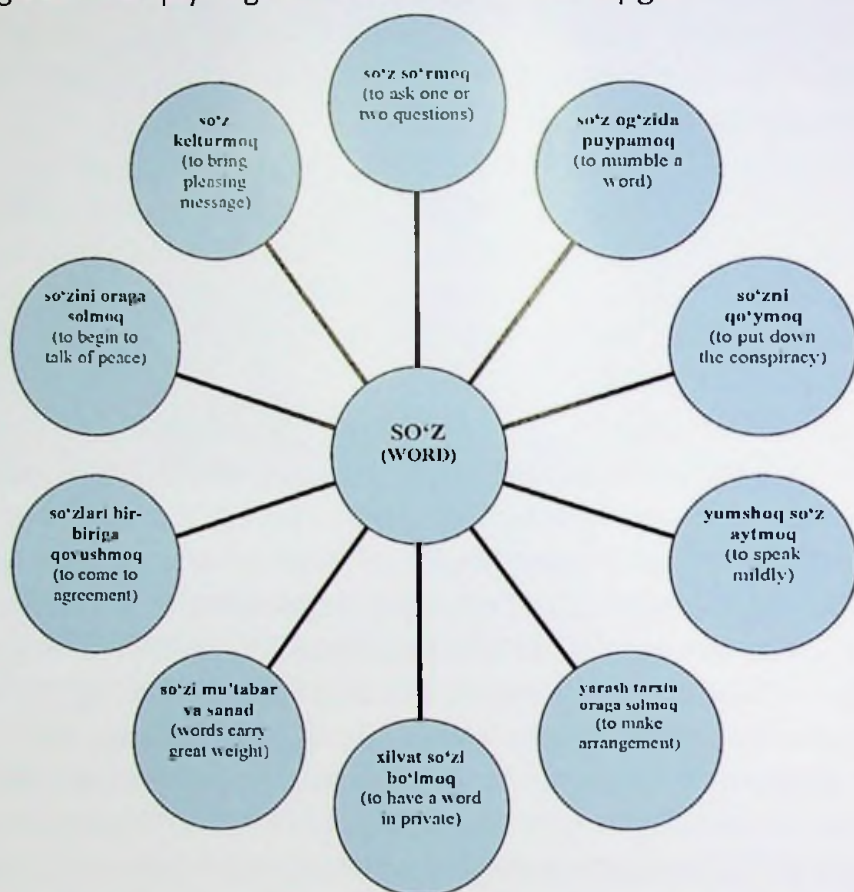 so‘z so‘rmoq
(to ask one or
two questions)
so‘z og‘zida
puypamoq
(to mumble a
word)
so‘zni
qo‘ymoq
(to put down
the conspiracy)
yumshoq so‘z
aytmoq
(to speak
mildly)
yarash tarxin
oraga solmoq
(to make
arrangement)
xilvat so‘zi
bo‘lmoq
(to have a word
in private)
so‘zi mu’tabar
va sanad
(words carry
great weight)
so‘zlari bir-
biriga
qovushmoq
(to come to
agreement)
so‘zini oraga
solmoq
(to begin to
talk of peace)
so‘z
kelturmoq
(to bring
pleasing
message)
SO‘Z
(WORD)